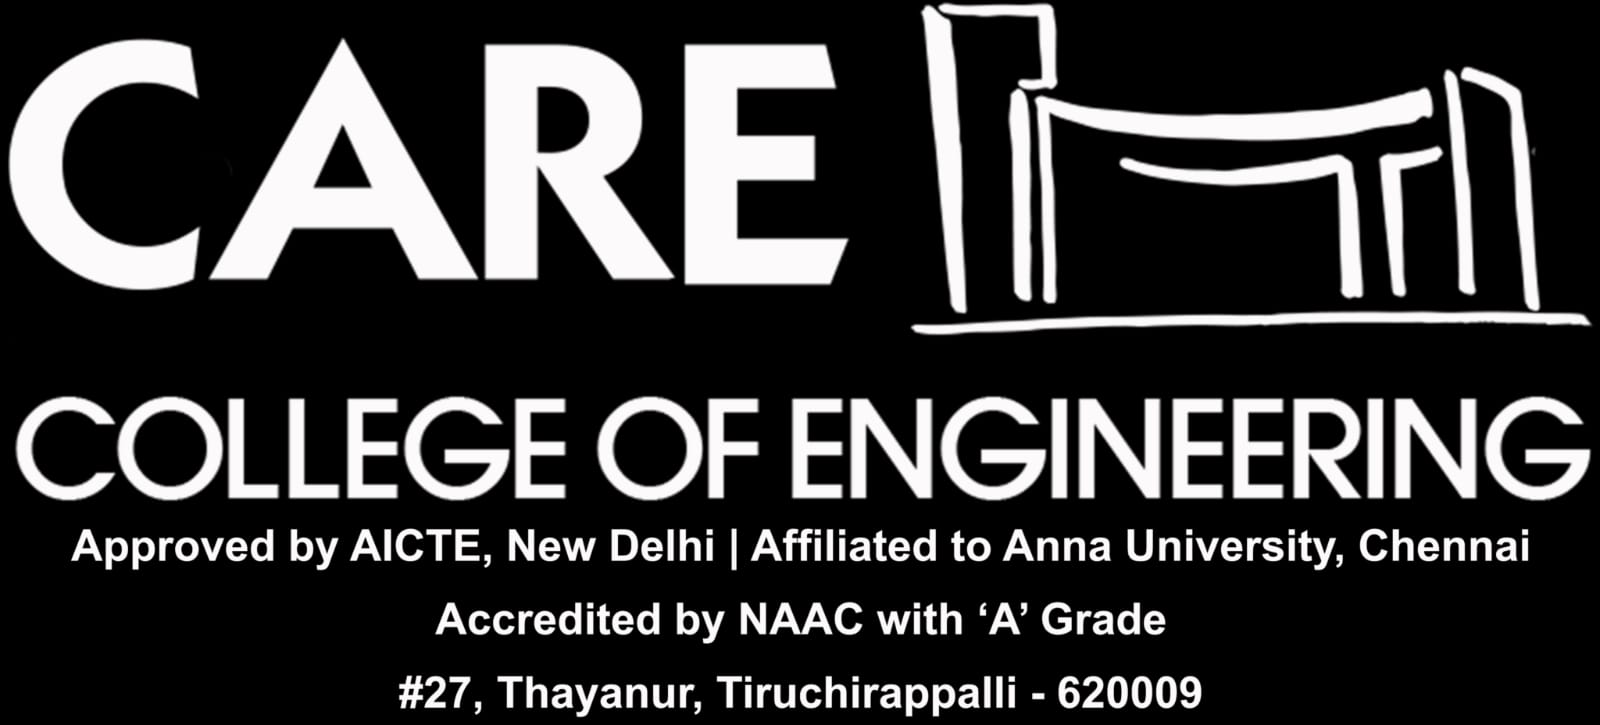 CARE
COLLEGE OF ENGINEERING
Approved by AICTE, New Delhi | Affiliated to Anna University, Chennai
Accredited by NAAC with ‘A’ Grade
#27, Thayanur, Tiruchirappalli - 620009